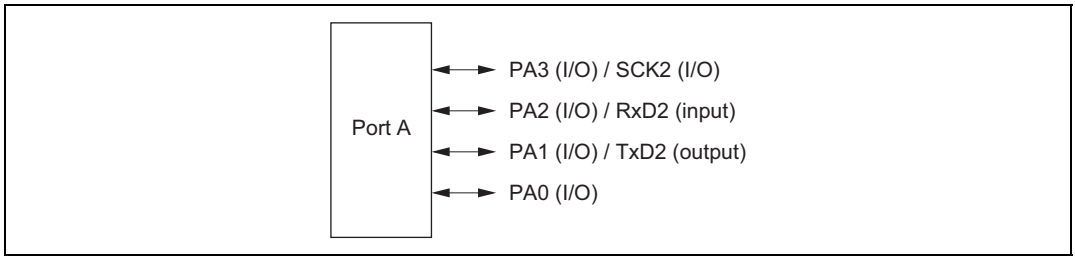 Port A
PA3 (I/O) / SCK2 (I/O)
PA2 (I/O) / RxD2 (input)
PA1 (I/O) / TxD2 (output)
PA0 (I/O)